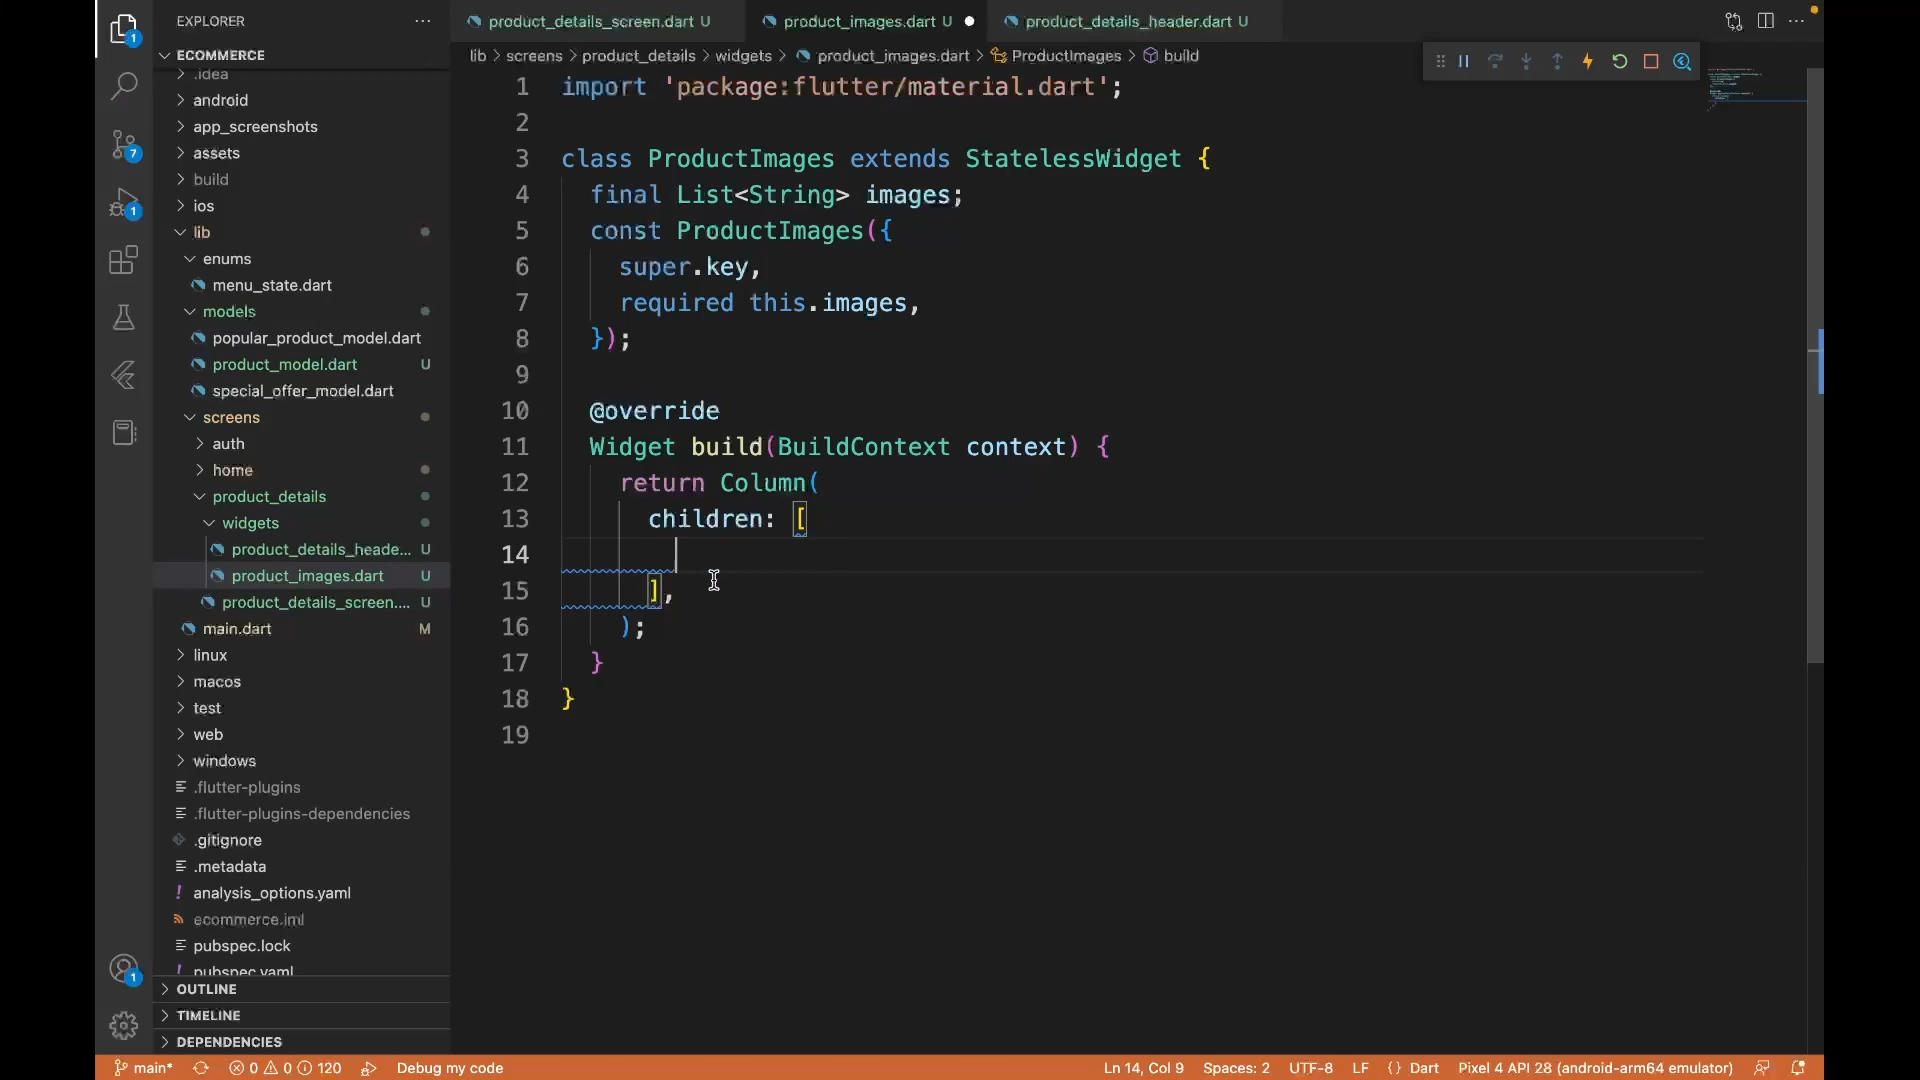 EXPLORER
product_details_screen.dart U
product_images.dart U
product_details_header.dart U
ECOMMERCE
lib > screens > product_details > widgets > product_images.dart > ProductImages > build
.idea
android
app_screenshots
assets
build
ios
lib
enums
menu_state.dart
models
popular_product_model.dart
product_model.dart U
special_offer_model.dart
screens
auth
home
product_details
widgets
product_details_heade... U
product_images.dart U
product_details_screen.... U
main.dart M
linux
macos
test
web
windows
.flutter-plugins
.flutter-plugins-dependencies
.gitignore
.metadata
analysis_options.yaml
ecommerce.iml
pubspec.lock
pubspec.yaml
OUTLINE
TIMELINE
DEPENDENCIES
1
7
1
1
1 import 'package:flutter/material.dart';
2
3 class ProductImages extends StatelessWidget {
4 final List<String> images;
5 const ProductImages({
6 super.key,
7 required this.images,
8 });
9
10 @override
11 Widget build(BuildContext context) {
12 return Column(
13 children: [
14
15 ],
16 );
17 }
18 }
19
main* 0 0 120 Debug my code Ln 14, Col 9 Spaces: 2 UTF-8 LF {} Dart Pixel 4 API 28 (android-arm64 emulator)